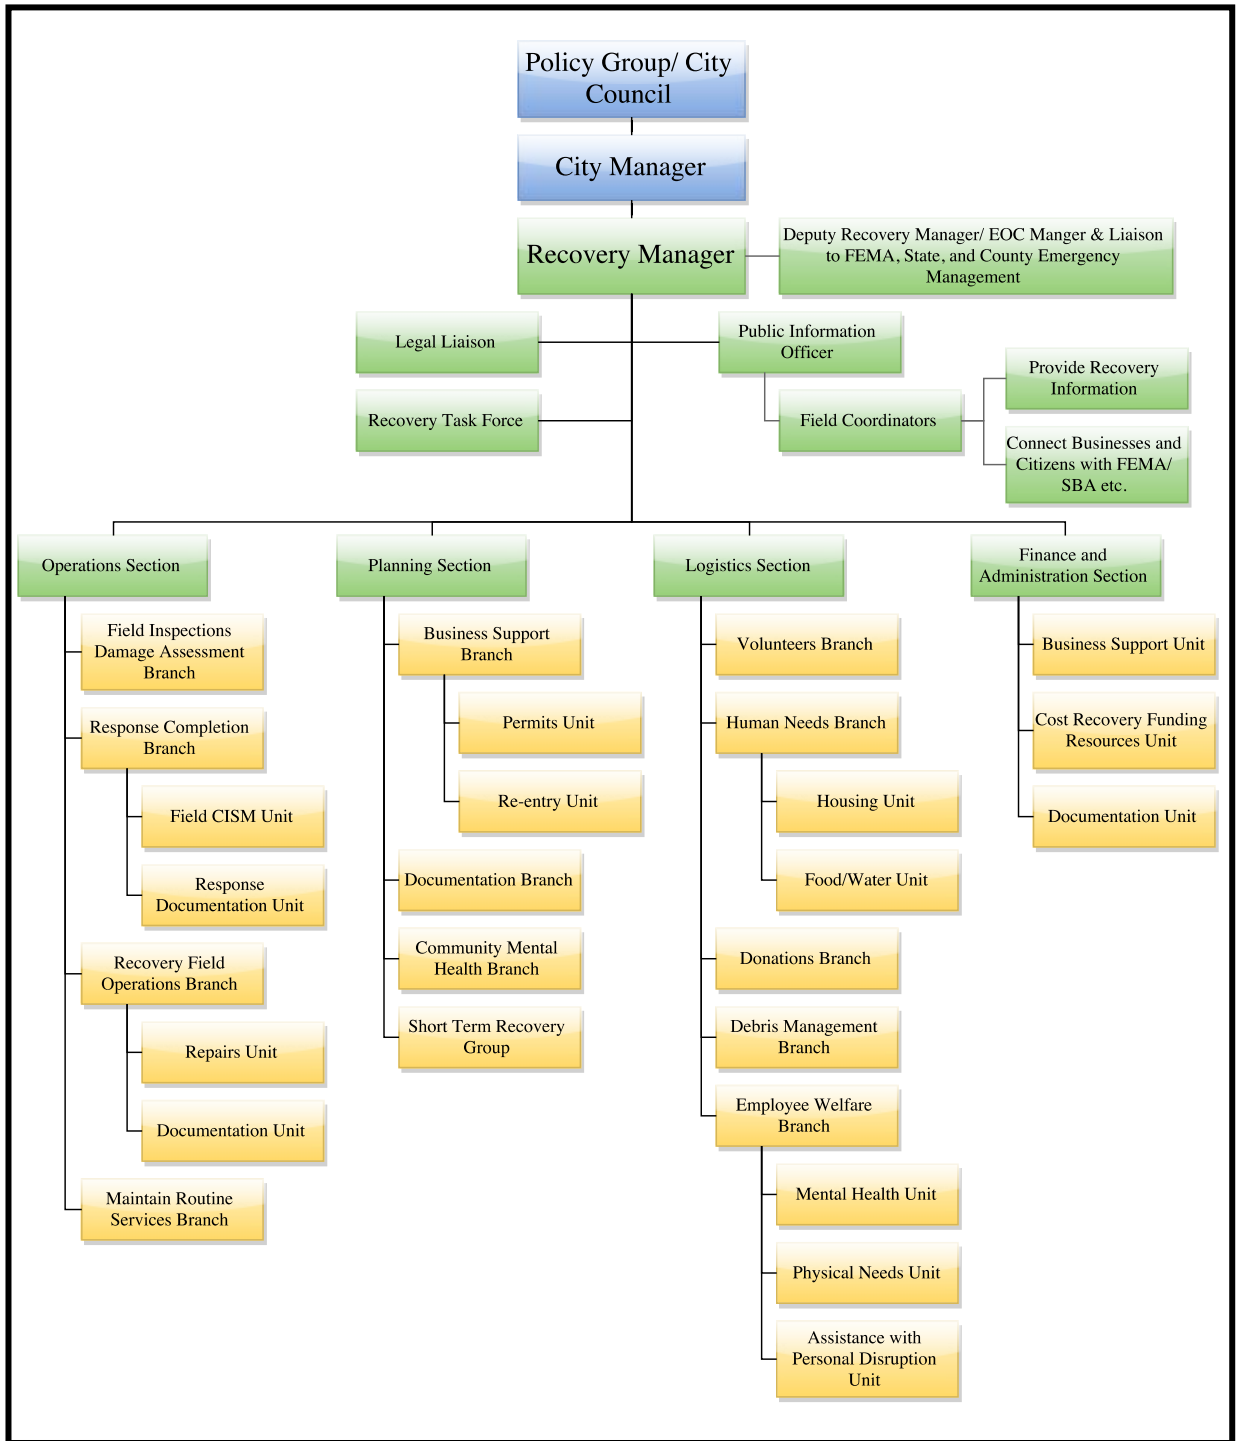 Policy Group/ City
Council
City Manager
Recovery Manager
Deputy Recovery Manager/ EOC Manger & Liaison
to FEMA, State, and County Emergency
Management
Legal Liaison
Public Information
Officer
Recovery Task Force
Field Coordinators
Provide Recovery
Information
Connect Businesses and
Citizens with FEMA/
SBA etc.
Operations Section
Field Inspections
Damage Assessment
Branch
Response Completion
Branch
Field CISM Unit
Response
Documentation Unit
Recovery Field
Operations Branch
Repairs Unit
Documentation Unit
Maintain Routine
Services Branch
Planning Section
Business Support
Branch
Permits Unit
Re-entry Unit
Documentation Branch
Community Mental
Health Branch
Short Term Recovery
Group
Logistics Section
Volunteers Branch
Human Needs Branch
Housing Unit
Food/Water Unit
Donations Branch
Debris Management
Branch
Employee Welfare
Branch
Mental Health Unit
Physical Needs Unit
Assistance with
Personal Disruption
Unit
Finance and
Administration Section
Business Support Unit
Cost Recovery Funding
Resources Unit
Documentation Unit